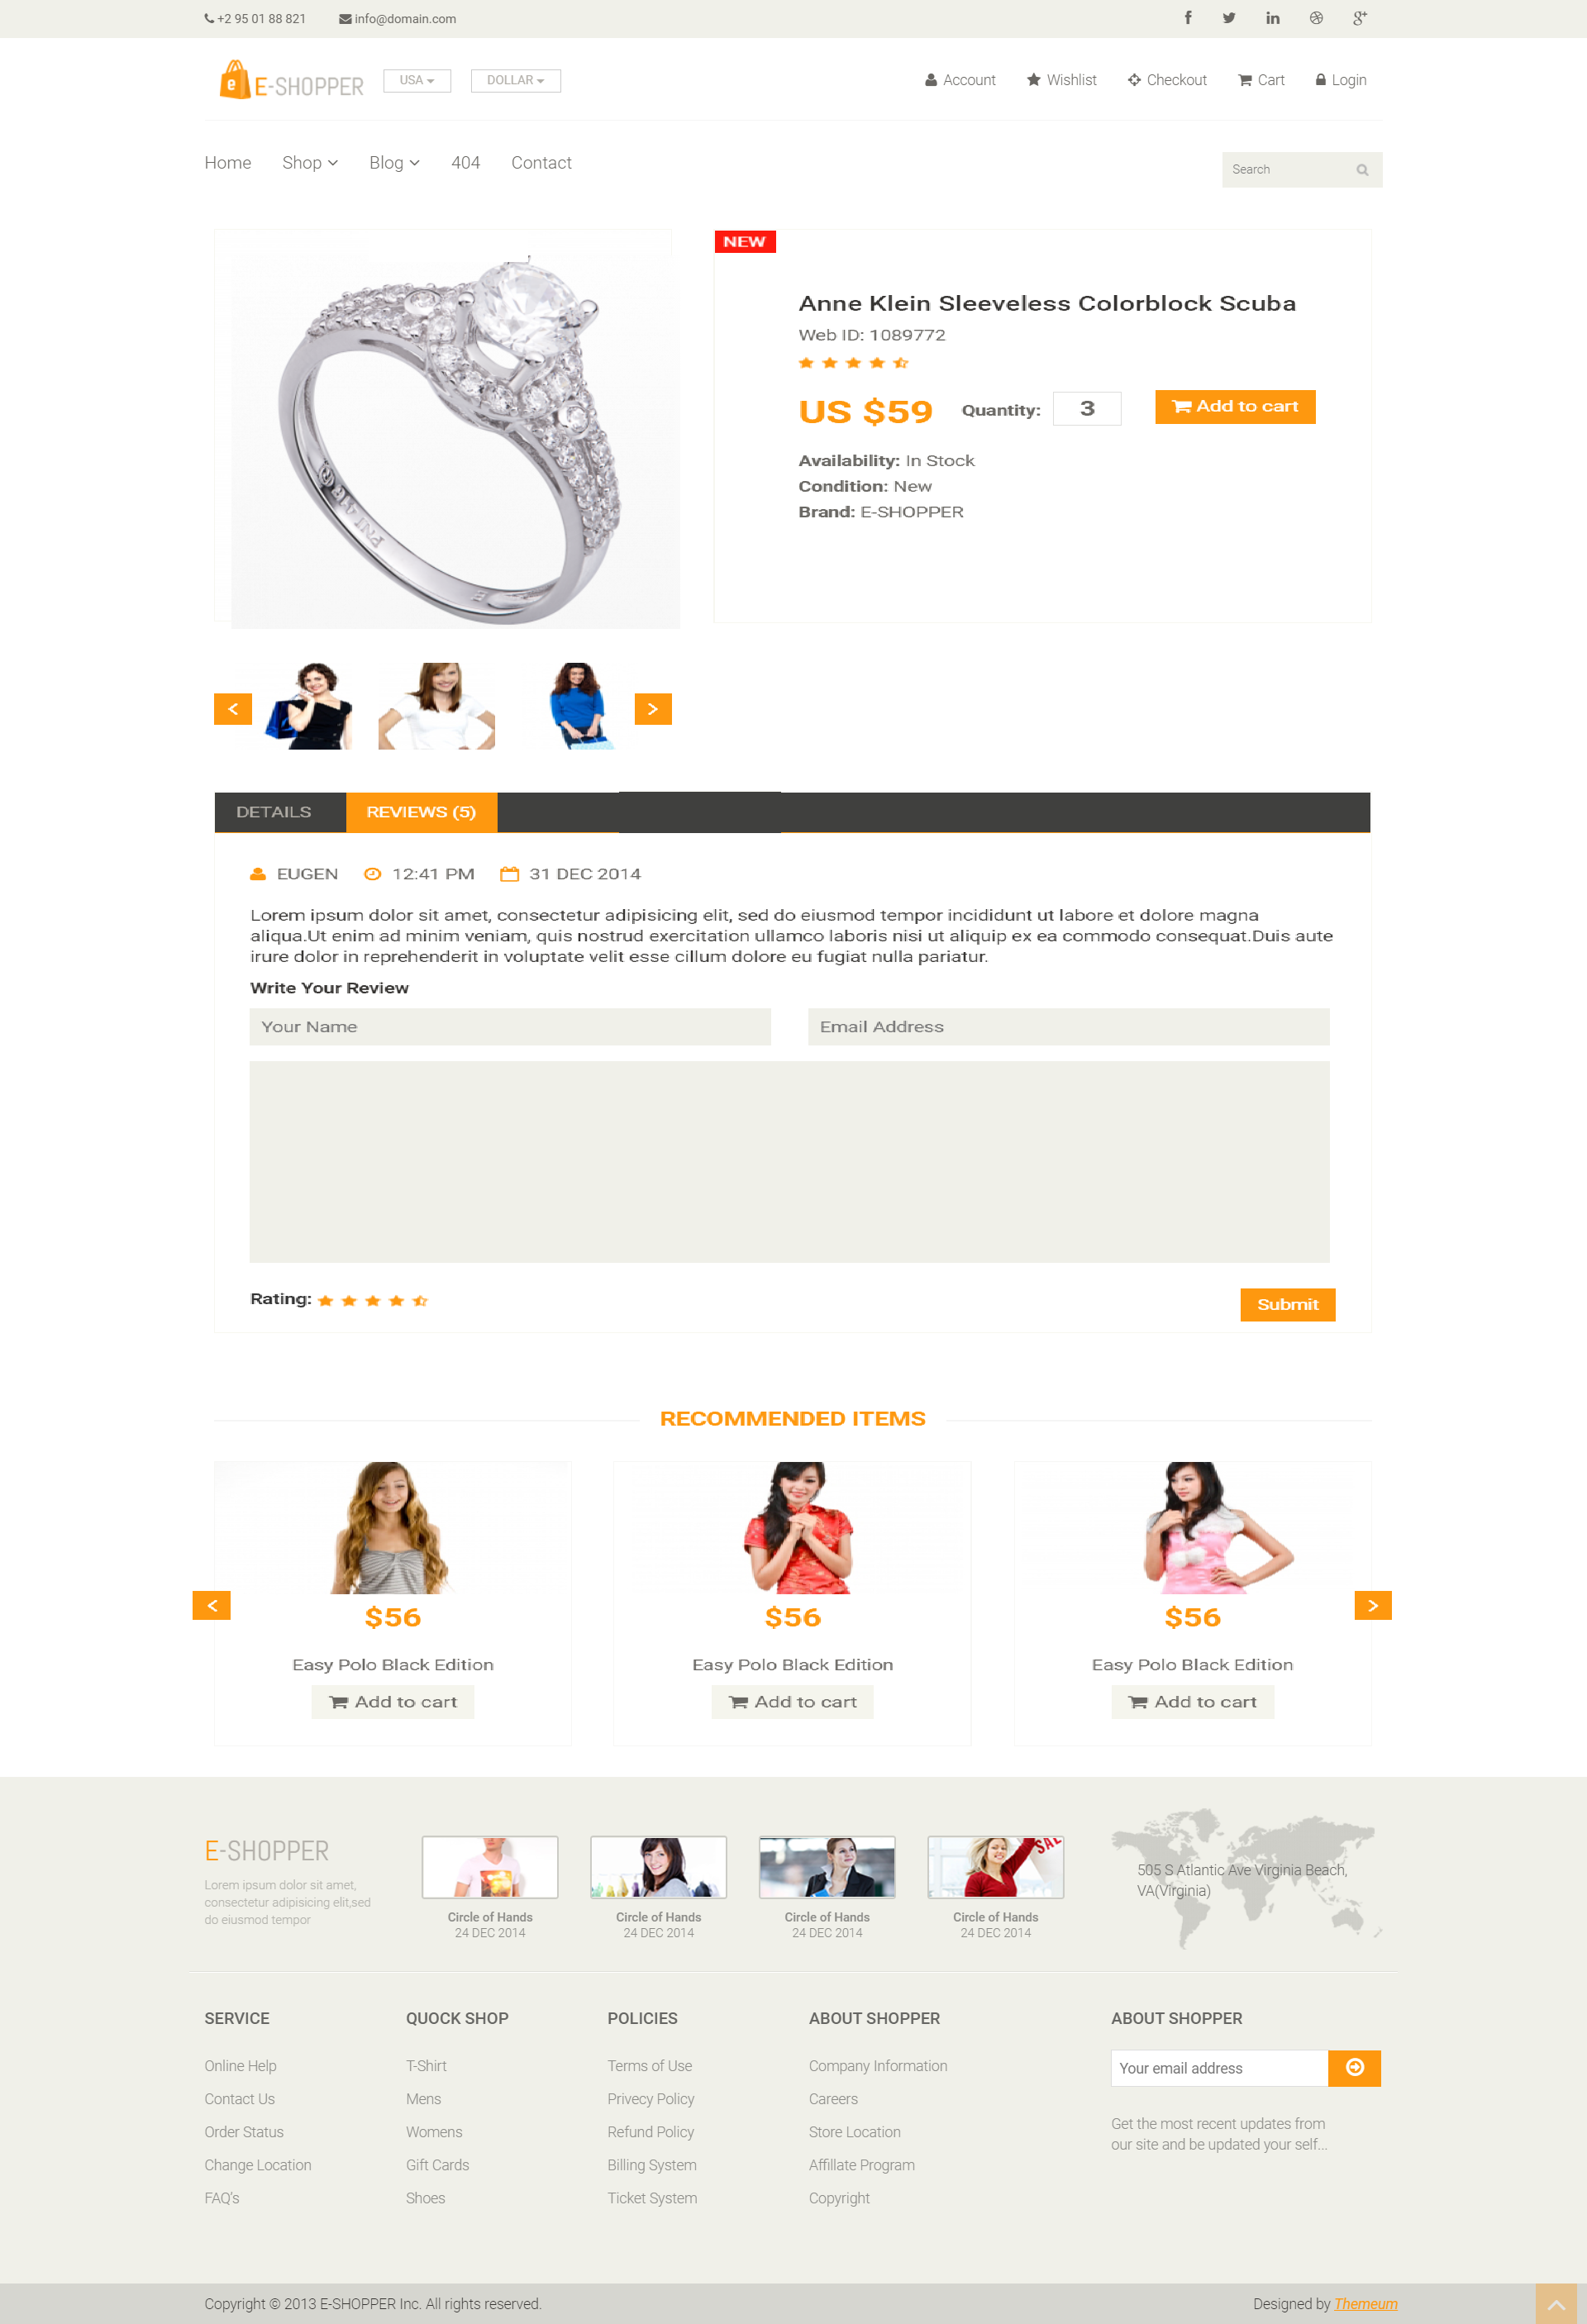 +2 95 01 88 821 info@domain.com
E-SHOPPER USA DOLLAR Account Wishlist Checkout Cart Login
Home Shop Blog 404 Contact Search
NEW
Anne Klein Sleeveless Colorblock Scuba
Web ID: 1089772
US $59 Quantity: 3 Add to cart
Availability: In Stock
Condition: New
Brand: E-SHOPPER
DETAILS REVIEWS (5)
EUGEN 12:41 PM 31 DEC 2014
Lorem ipsum dolor sit amet, consectetur adipisicing elit, sed do eiusmod tempor incididunt ut labore et dolore magna
aliqua.Ut enim ad minim veniam, quis nostrud exercitation ullamco laboris nisi ut aliquip ex ea commodo consequat.Duis aute
irure dolor in reprehenderit in voluptate velit esse cillum dolore eu fugiat nulla pariatur.
Write Your Review
Your Name Email Address
Rating: Submit
RECOMMENDED ITEMS
$56 $56 $56
Easy Polo Black Edition Easy Polo Black Edition Easy Polo Black Edition
Add to cart Add to cart Add to cart
E-SHOPPER
Lorem ipsum dolor sit amet,
consectetur adipisicing elit,sed
do eiusmod tempor
SALE
Circle of Hands Circle of Hands Circle of Hands Circle of Hands
24 DEC 2014 24 DEC 2014 24 DEC 2014 24 DEC 2014
505 S Atlantic Ave Virginia Beach,
VA(Virginia)
SERVICE
Online Help
Contact Us
Order Status
Change Location
FAQ's
QUOCK SHOP
T-Shirt
Mens
Womens
Gift Cards
Shoes
POLICIES
Terms of Use
Privecy Policy
Refund Policy
Billing System
Ticket System
ABOUT SHOPPER
Company Information
Careers
Store Location
Affillate Program
Copyright
ABOUT SHOPPER
Your email address
Get the most recent updates from
our site and be updated your self...
Copyright © 2013 E-SHOPPER Inc. All rights reserved. Designed by Themeum